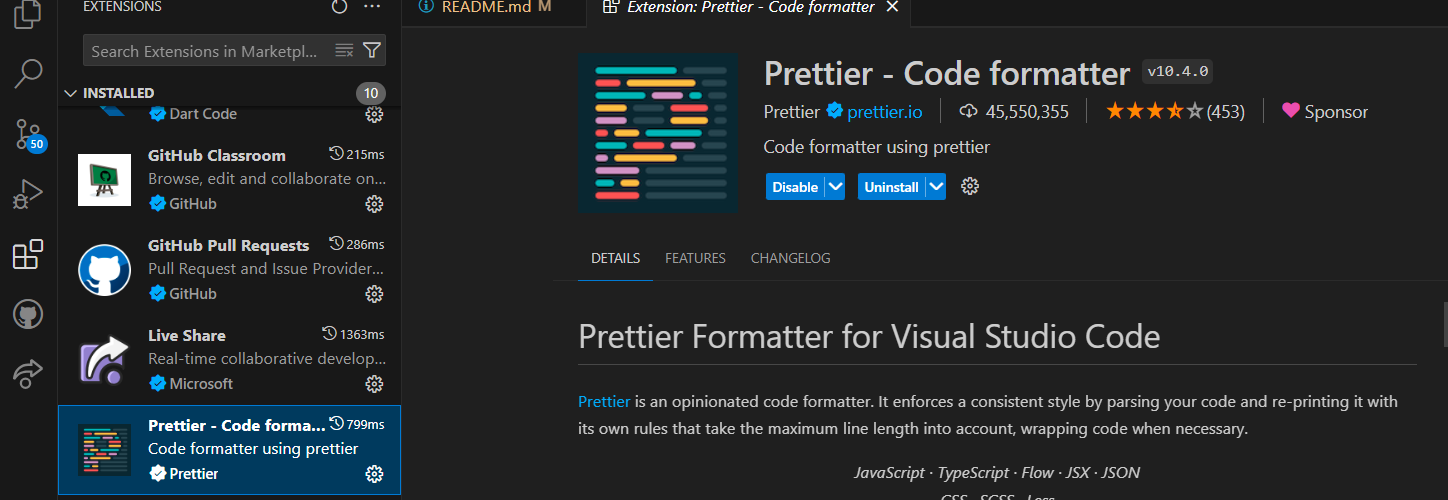 EXTENSIONS
Search Extensions in Marketpl...
INSTALLED 10
Dart Code
50
GitHub Classroom 215ms
Browse, edit and collaborate on...
GitHub
GitHub Pull Requests 286ms
Pull Request and Issue Provider...
GitHub
Live Share 1363ms
Real-time collaborative develop...
Microsoft
Prettier - Code forma... 799ms
Code formatter using prettier
Prettier
README.md M
Extension: Prettier - Code formatter
Prettier - Code formatter v10.4.0
Prettier prettier.io 45,550,355 (453) Sponsor
Code formatter using prettier
Disable Uninstall
DETAILS FEATURES CHANGELOG
Prettier Formatter for Visual Studio Code
Prettier is an opinionated code formatter. It enforces a consistent style by parsing your code and re-printing it with
its own rules that take the maximum line length into account, wrapping code when necessary.
JavaScript · TypeScript · Flow · JSX · JSON
CSS · SCSS · Less